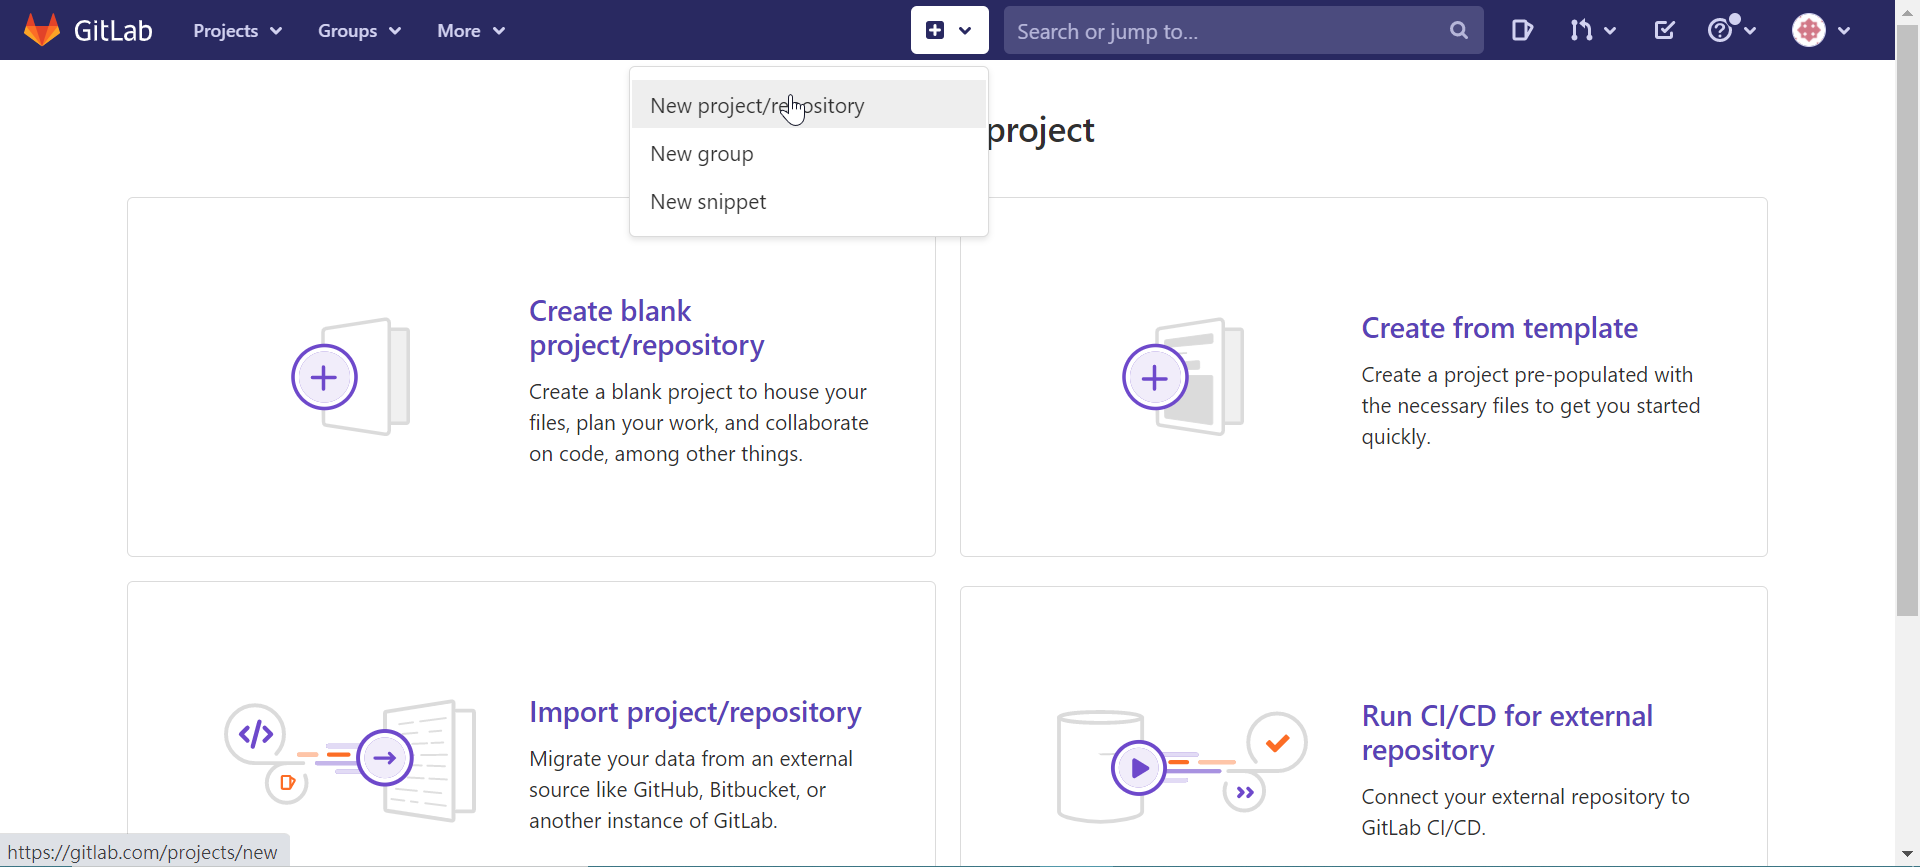 GitLab Projects Groups More Search or jump to...
New project/repository
New group
New snippet
project
Create blank
project/repository
Create a blank project to house your
files, plan your work, and collaborate
on code, among other things.
Create from template
Create a project pre-populated with
the necessary files to get you started
quickly.
Import project/repository
Migrate your data from an external
source like GitHub, Bitbucket, or
another instance of GitLab.
Run CI/CD for external
repository
Connect your external repository to
GitLab CI/CD.
https://gitlab.com/projects/new